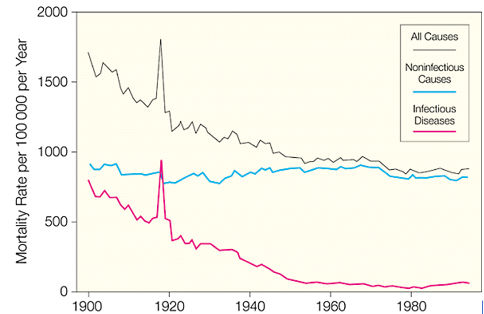 2000
1500
1000
500
0
Mortality Rate per 100 000 per Year
All Causes
Noninfectious
Causes
Infectious
Diseases
1900
1920
1940
1960
1980